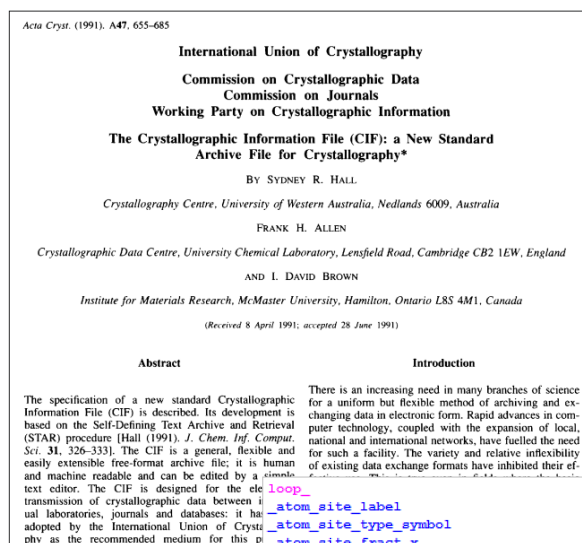 Acta Cryst. (1991). A47, 655–685
International Union of Crystallography
Commission on Crystallographic Data
Commission on Journals
Working Party on Crystallographic Information
The Crystallographic Information File (CIF): a New Standard
Archive File for Crystallography*
BY SYDNEY R. HALL
Crystallography Centre, University of Western Australia, Nedlands 6009, Australia
FRANK H. ALLEN
Crystallographic Data Centre, University Chemical Laboratory, Lensfield Road, Cambridge CB2 1EW, England
AND I. DAVID BROWN
Institute for Materials Research, McMaster University, Hamilton, Ontario L8S 4M1, Canada
(Received 8 April 1991; accepted 28 June 1991)
Abstract
The specification of a new standard Crystallographic
Information File (CIF) is described. Its development is
based on the Self-Defining Text Archive and Retrieval
(STAR) procedure [Hall (1991). J. Chem. Inf. Comput.
Sci. 31, 326–333]. The CIF is a general, flexible and
easily extensible free-format archive file; it is human
and machine readable and can be edited by a simple
text editor. The CIF is designed for the
transmission of crystallographic data between
ual laboratories, journals and databases: it
adopted by the International Union of
phy as the recommended medium for this
Introduction
There is an increasing need in many branches of science
for a uniform but flexible method of archiving and ex-
changing data in electronic form. Rapid advances in com-
puter technology, coupled with the expansion of local,
national and international networks, have fuelled the need
for such a facility. The variety and relative inflexibility
of existing data exchange formats have inhibited their ef-
loop_
_atom_site_label
_atom_site_type_symbol
_atom_site_fract_x